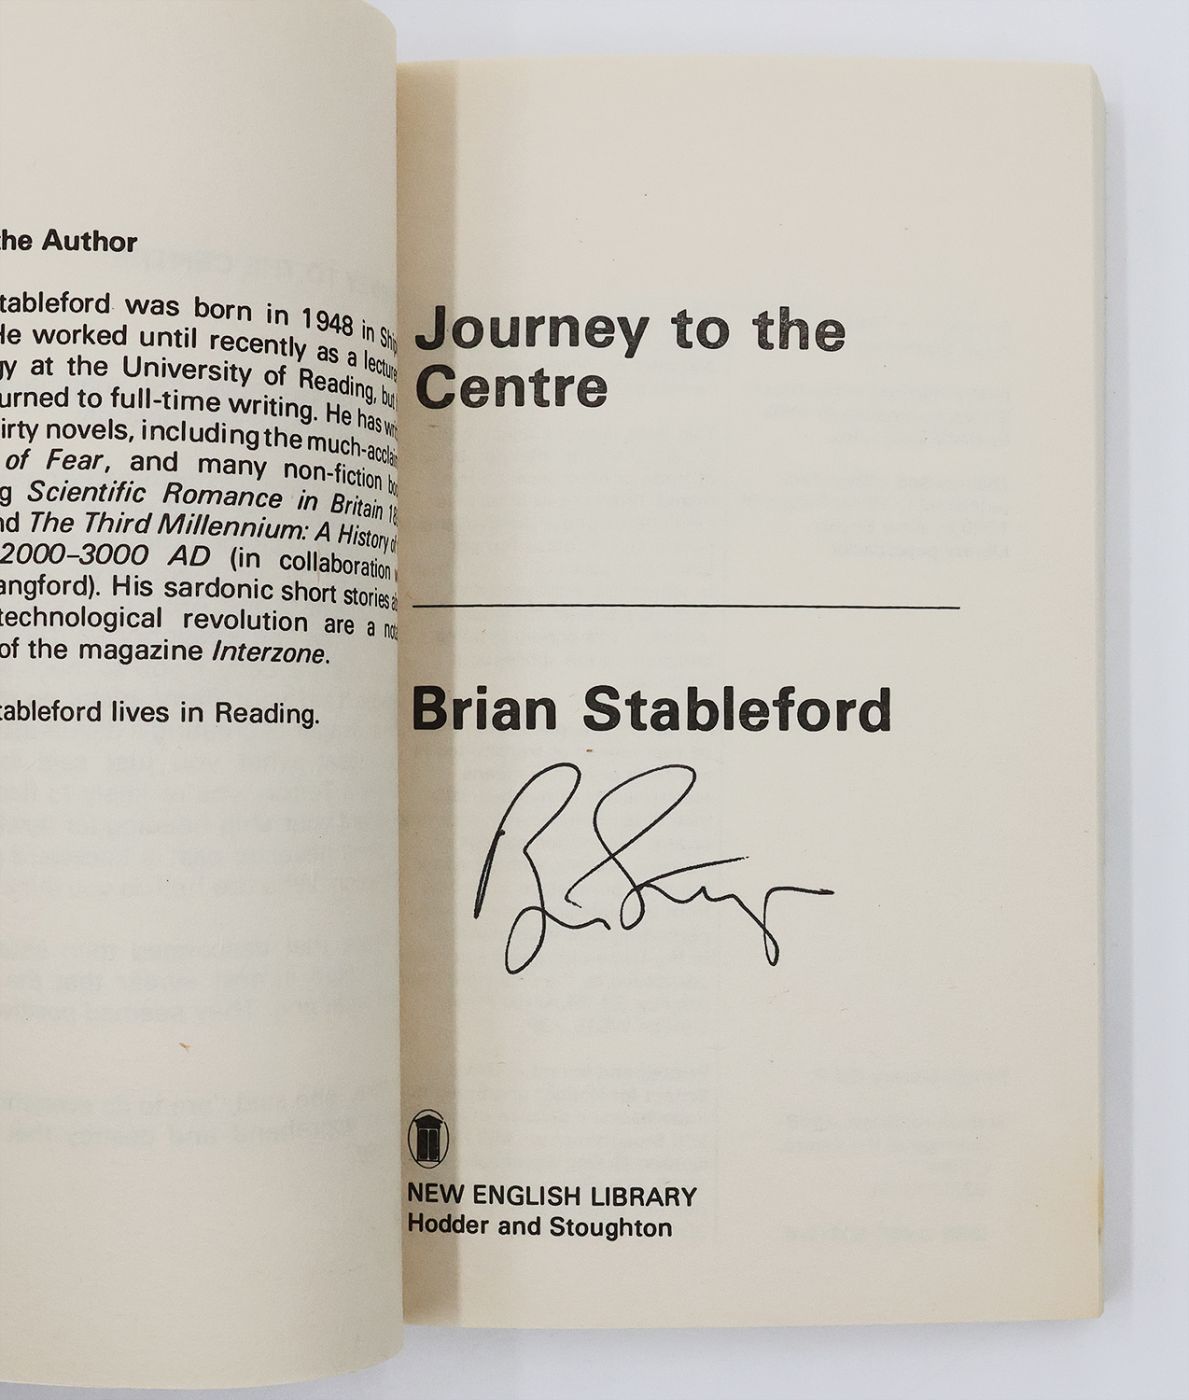 the Author
tableford was born in 1948 in
He worked until recently as a
at the University of Reading, but
urned to full-time writing. He has
irty novels, including the much-
of Fear, and many non-fiction
Scientific Romance in Britain
nd The Third Millennium: A History of
2000–3000 AD (in collaboration
angford). His sardonic short stories
technological revolution are a
of the magazine Interzone.
tableford lives in Reading.
Journey to the
Centre
Brian Stableford
NEW ENGLISH LIBRARY
Hodder and Stoughton